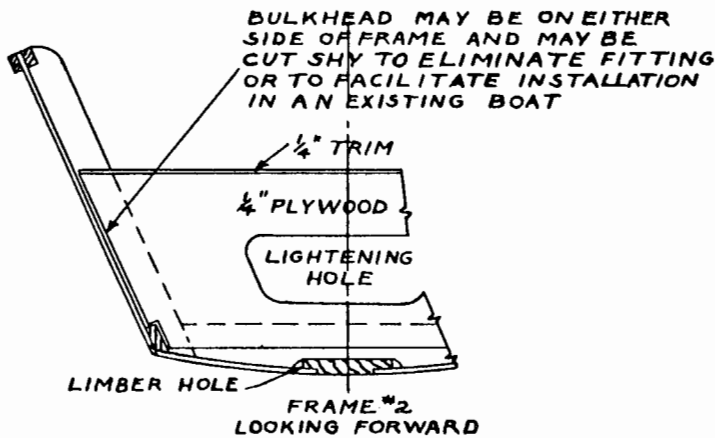 BULKHEAD MAY BE ON EITHER
SIDE OF FRAME AND MAY BE
CUT SHY TO ELIMINATE FITTING
OR TO FACILITATE INSTALLATION
IN AN EXISTING BOAT
1/4" TRIM
1/4" PLYWOOD
LIGHTENING
HOLE
LIMBER HOLE
FRAME #2
LOOKING FORWARD